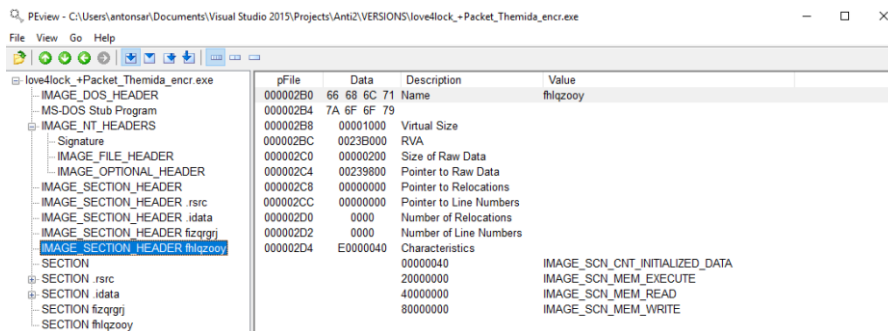 PEview - C:\Users\antonsar\Documents\Visual Studio 2015\Projects\Anti2\VERSIONS\love4lock_+Packet_Themida_encr.exe
File View Go Help
love4lock_+Packet_Themida_encr.exe
IMAGE_DOS_HEADER
MS-DOS Stub Program
IMAGE_NT_HEADERS
Signature
IMAGE_FILE_HEADER
IMAGE_OPTIONAL_HEADER
IMAGE_SECTION_HEADER
IMAGE_SECTION_HEADER .rsrc
IMAGE_SECTION_HEADER .idata
IMAGE_SECTION_HEADER fizqrgrj
IMAGE_SECTION_HEADER fhlqzooy
SECTION
SECTION .rsrc
SECTION .idata
SECTION fizqrgrj
SECTION fhlqzooy
pFile Data Description Value
000002B0 66 68 6C 71 Name fhlqzooy
000002B4 7A 6F 6F 79
000002B8 00001000 Virtual Size
000002BC 0023B000 RVA
000002C0 00000200 Size of Raw Data
000002C4 00239800 Pointer to Raw Data
000002C8 00000000 Pointer to Relocations
000002CC 00000000 Pointer to Line Numbers
000002D0 0000 Number of Relocations
000002D2 0000 Number of Line Numbers
000002D4 E0000040 Characteristics
00000040 IMAGE_SCN_CNT_INITIALIZED_DATA
20000000 IMAGE_SCN_MEM_EXECUTE
40000000 IMAGE_SCN_MEM_READ
80000000 IMAGE_SCN_MEM_WRITE